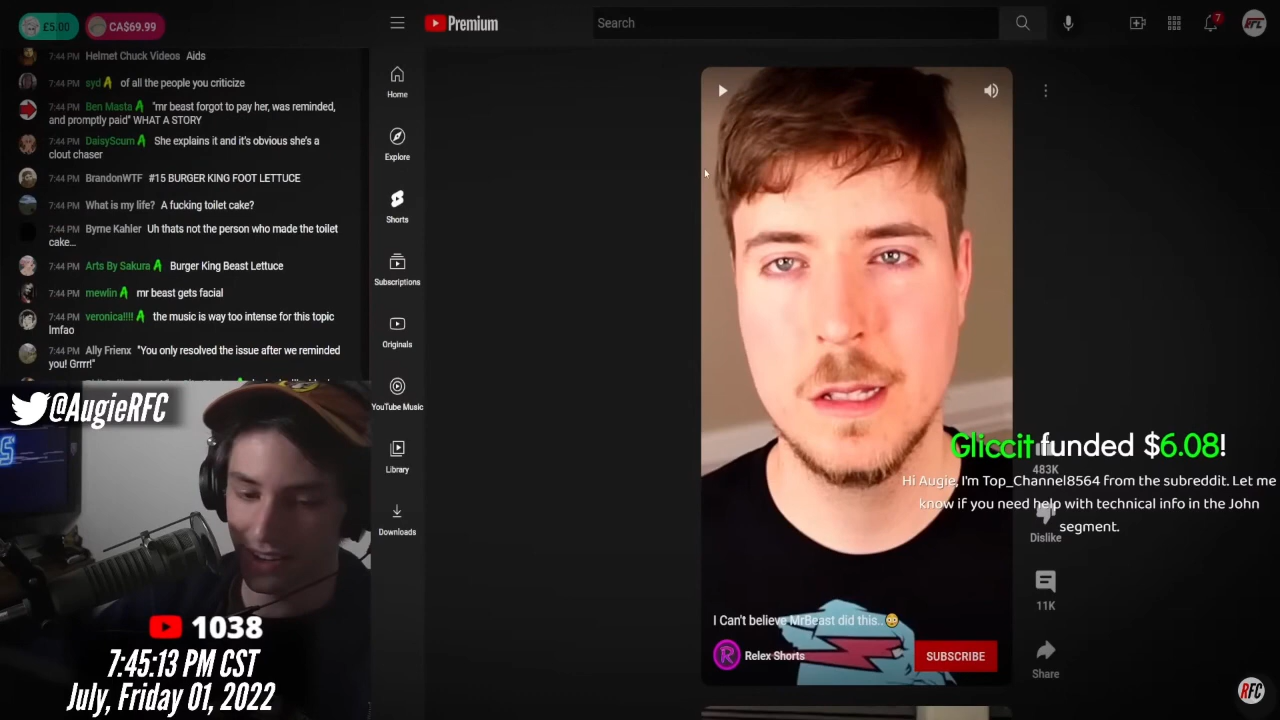 £5.00 CA$69.99
7:44 PM Helmet Chuck Videos Aids
7:44 PM syd of all the people you criticize
7:44 PM Ben Masta "mr beast forgot to pay her, was reminded,
and promptly paid" WHAT A STORY
7:44 PM DaisyScum She explains it and it's obvious she's a
clout chaser
7:44 PM BrandonWTF #15 BURGER KING FOOT LETTUCE
7:44 PM What is my life? A fucking toilet cake?
7:44 PM Byrne Kahler Uh thats not the person who made the toilet
cake...
7:44 PM Arts By Sakura Burger King Beast Lettuce
7:44 PM mewlin mr beast gets facial
7:44 PM veronica!!!! the music is way too intense for this topic
lmfao
7:44 PM Ally Frienx "You only resolved the issue after we reminded
you! Grrrr!"
@AugieRFC
S
1038
7:45:13 PM CST
July, Friday 01, 2022
Premium
Search
7
RFC
Home
Explore
Shorts
Subscriptions
Originals
YouTube Music
Library
Downloads
Gliccit funded $6.08!
483K
Hi Augie, I'm Top_Channel8564 from the subreddit. Let me
know if you need help with technical info in the John
segment.
Dislike
11K
Share
I Can't believe MrBeast did this..
R Relex Shorts
SUBSCRIBE
RFC